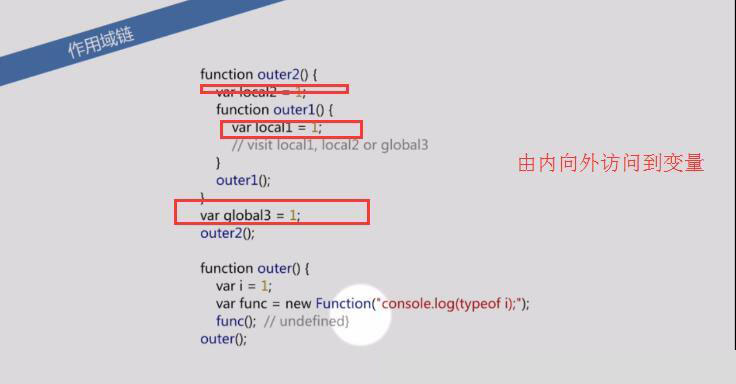 作用域链
function outer2() {
var local2 = 1;
function outer1() {
var local1 = 1;
// visit local1, local2 or global3
}
outer1();
}
var global3 = 1;
outer2();
由内向外访问到变量
function outer() {
var i = 1;
var func = new Function("console.log(typeof i);");
func(); // undefined}
outer();